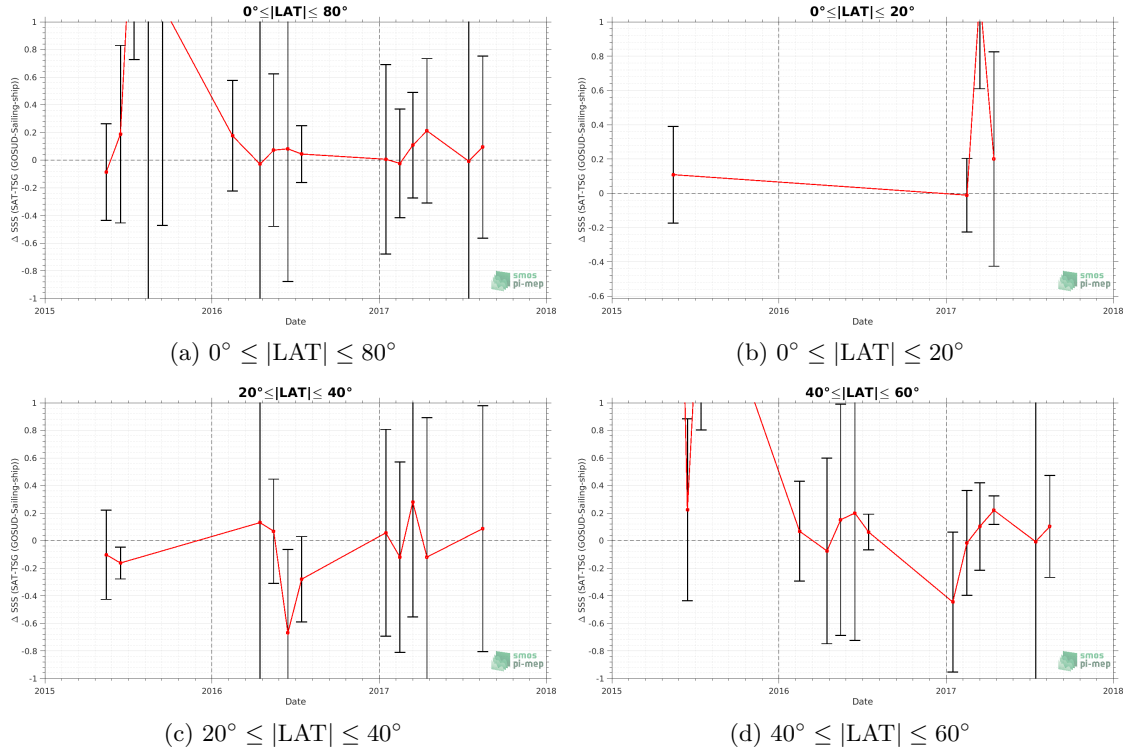 0°≤|LAT|≤ 80°
Δ SSS (SAT-TSG (GOSUD-Sailing-ship))
1
0.8
0.6
0.4
0.2
0
-0.2
-0.4
-0.6
-0.8
-1
2015 2016 2017 2018
Date
smos
pi-mep
(a) 0° ≤ |LAT| ≤ 80°
0°≤|LAT|≤ 20°
Δ SSS (SAT-TSG (GOSUD-Sailing-ship))
1
0.8
0.6
0.4
0.2
0
-0.2
-0.4
-0.6
2015 2016 2017 2018
Date
smos
pi-mep
(b) 0° ≤ |LAT| ≤ 20°
20°≤|LAT|≤ 40°
Δ SSS (SAT-TSG (GOSUD-Sailing-ship))
1
0.8
0.6
0.4
0.2
0
-0.2
-0.4
-0.6
-0.8
-1
2015 2016 2017 2018
Date
smos
pi-mep
(c) 20° ≤ |LAT| ≤ 40°
40°≤|LAT|≤ 60°
Δ SSS (SAT-TSG (GOSUD-Sailing-ship))
1
0.8
0.6
0.4
0.2
0
-0.2
-0.4
-0.6
-0.8
-1
2015 2016 2017 2018
Date
smos
pi-mep
(d) 40° ≤ |LAT| ≤ 60°